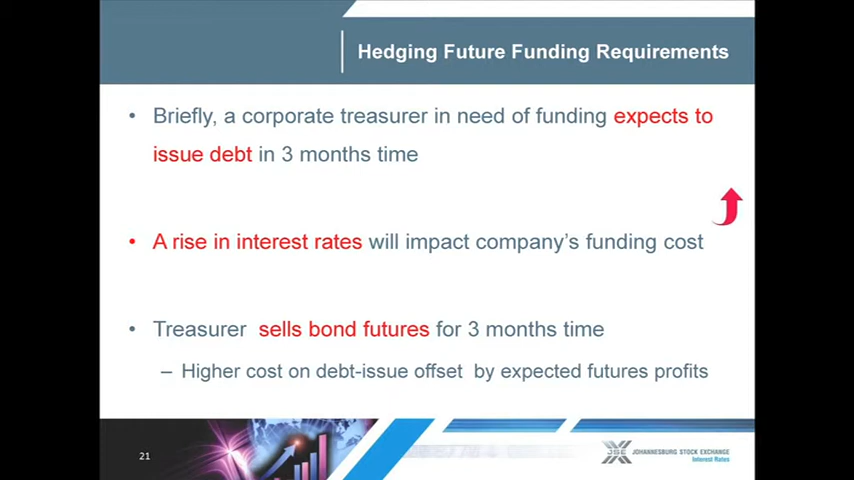 Hedging Future Funding Requirements
• Briefly, a corporate treasurer in need of funding expects to
issue debt in 3 months time
• A rise in interest rates will impact company's funding cost
• Treasurer sells bond futures for 3 months time
– Higher cost on debt-issue offset by expected futures profits
21
JSE
JOHANNESBURG STOCK EXCHANGE
Interest Rates